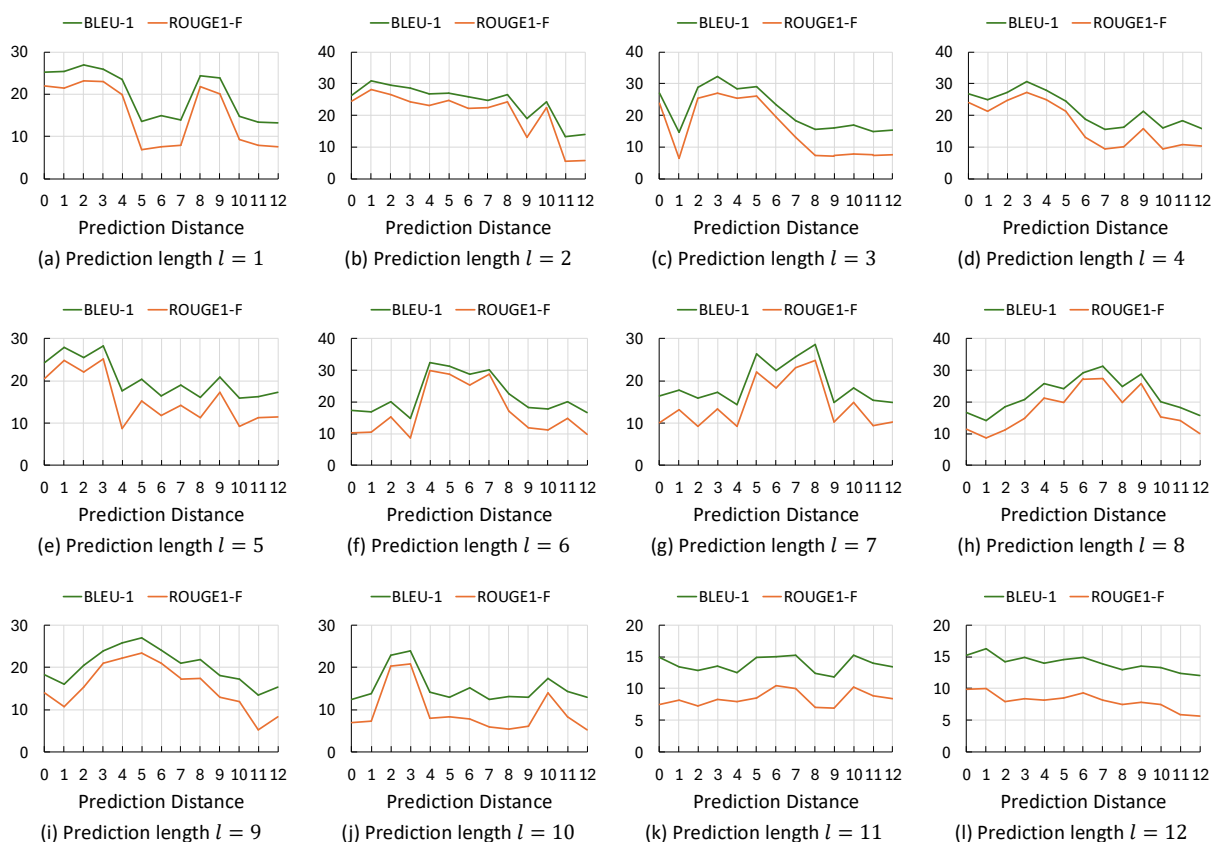 BLEU-1 ROUGE1-F BLEU-1 ROUGE1-F BLEU-1 ROUGE1-F BLEU-1 ROUGE1-F
30 40 40 40
20 30 30 30
10 20 20 20
0 10 10 10
0 0 0
0 1 2 3 4 5 6 7 8 9 10 11 12 0 1 2 3 4 5 6 7 8 9 10 11 12 0 1 2 3 4 5 6 7 8 9 10 11 12 0 1 2 3 4 5 6 7 8 9 10 11 12
Prediction Distance Prediction Distance Prediction Distance Prediction Distance
(a) Prediction length l = 1 (b) Prediction length l = 2 (c) Prediction length l = 3 (d) Prediction length l = 4
BLEU-1 ROUGE1-F BLEU-1 ROUGE1-F BLEU-1 ROUGE1-F BLEU-1 ROUGE1-F
30 40 30 40
20 30 20 30
10 20 10 20
0 10 0 10
0 0
0 1 2 3 4 5 6 7 8 9 10 11 12 0 1 2 3 4 5 6 7 8 9 10 11 12 0 1 2 3 4 5 6 7 8 9 10 11 12 0 1 2 3 4 5 6 7 8 9 10 11 12
Prediction Distance Prediction Distance Prediction Distance Prediction Distance
(e) Prediction length l = 5 (f) Prediction length l = 6 (g) Prediction length l = 7 (h) Prediction length l = 8
BLEU-1 ROUGE1-F BLEU-1 ROUGE1-F BLEU-1 ROUGE1-F BLEU-1 ROUGE1-F
30 30 20 20
20 20 15 15
10 10 10 10
0 0 5 5
0 0
0 1 2 3 4 5 6 7 8 9 10 11 12 0 1 2 3 4 5 6 7 8 9 10 11 12 0 1 2 3 4 5 6 7 8 9 10 11 12 0 1 2 3 4 5 6 7 8 9 10 11 12
Prediction Distance Prediction Distance Prediction Distance Prediction Distance
(i) Prediction length l = 9 (j) Prediction length l = 10 (k) Prediction length l = 11 (l) Prediction length l = 12